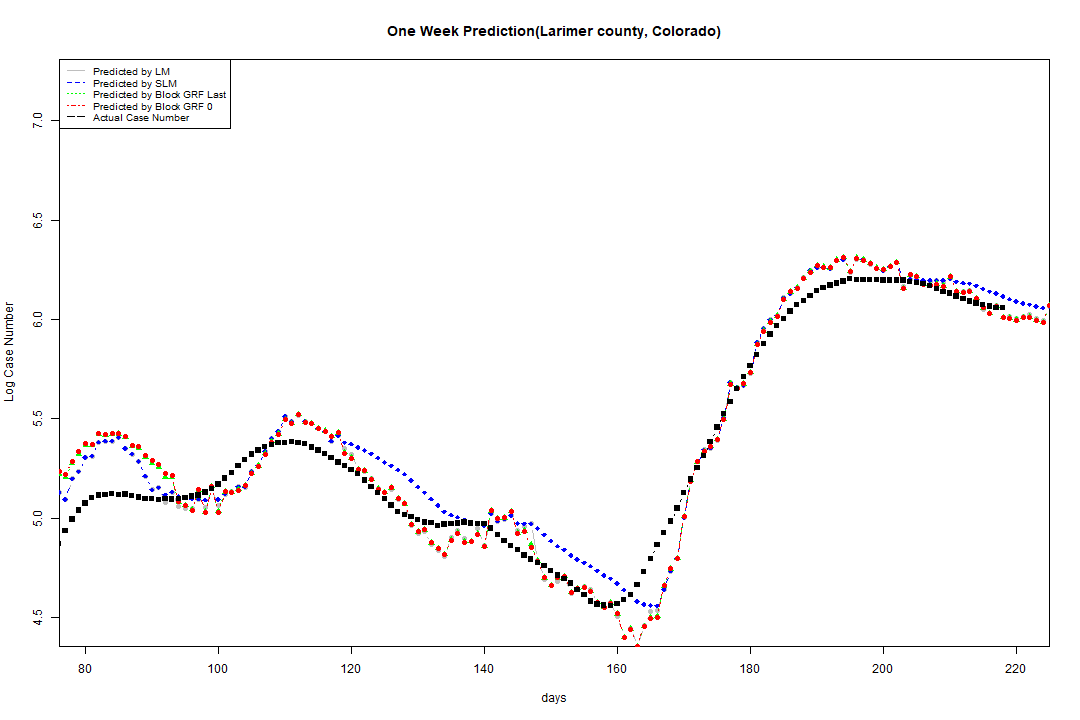 One Week Prediction(Larimer county, Colorado)
Predicted by LM
Predicted by SLM
Predicted by Block GRF Last
Predicted by Block GRF 0
Actual Case Number
7.0
6.5
6.0
5.5
5.0
4.5
Log Case Number
80 100 120 140 160 180 200 220
days